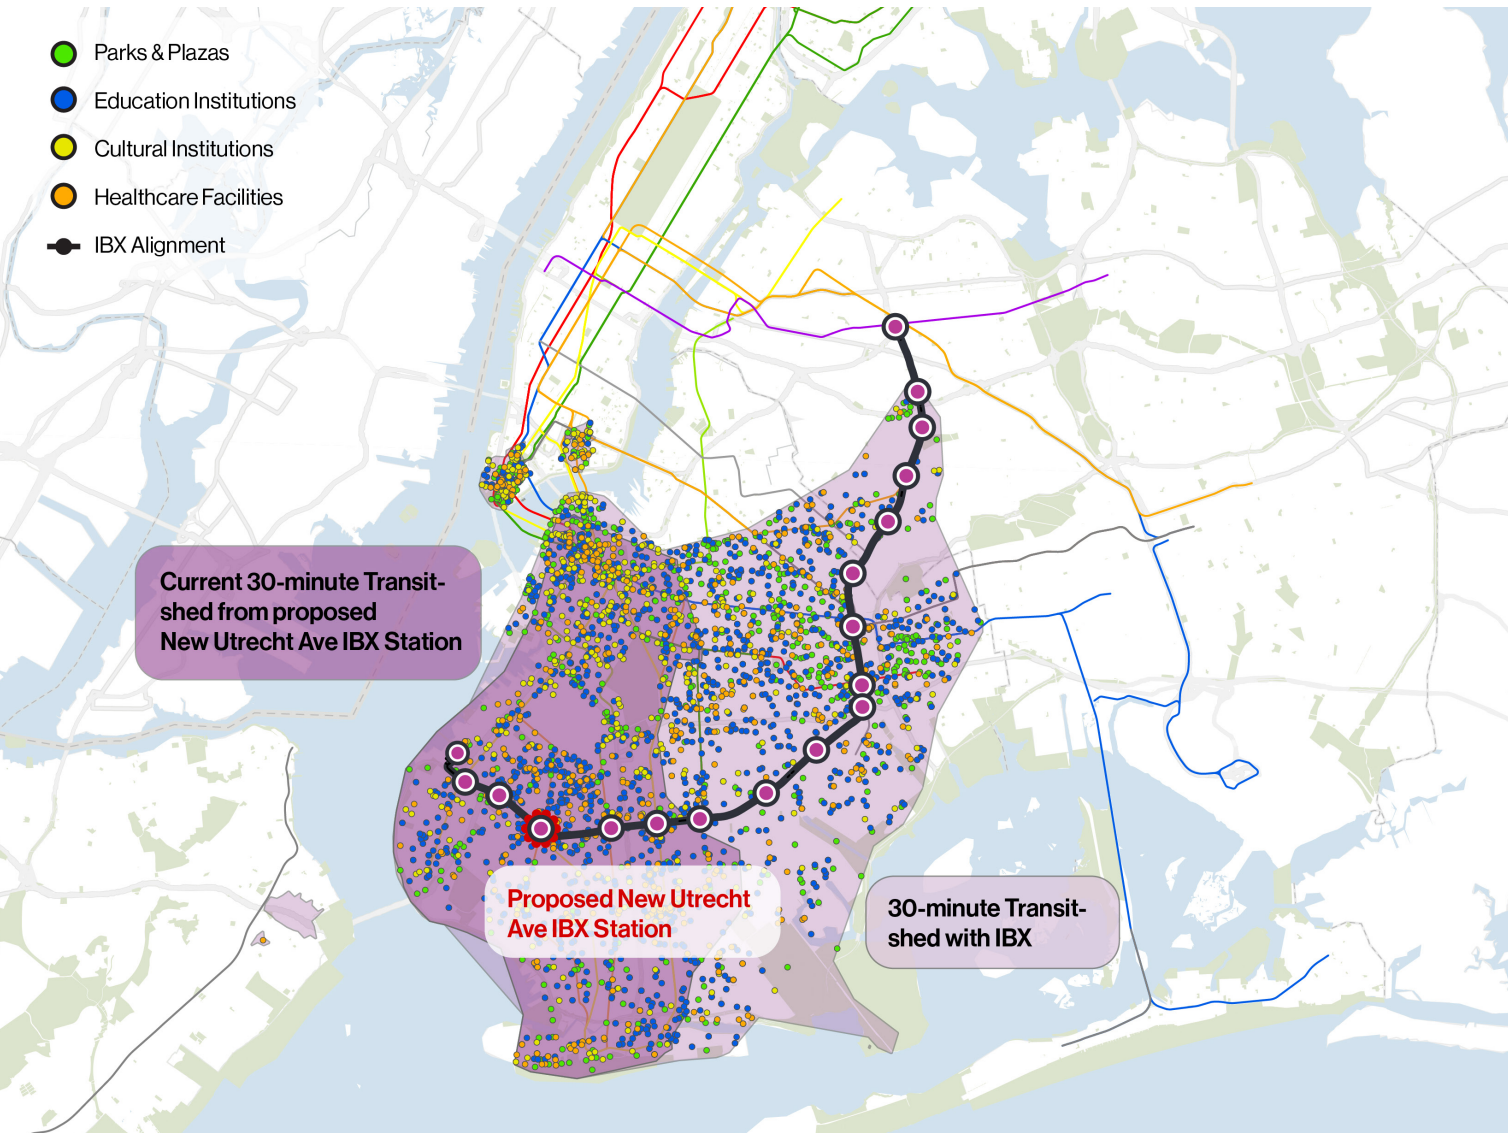 Parks & Plazas
Education Institutions
Cultural Institutions
Healthcare Facilities
IBX Alignment
Current 30-minute Transit-
shed from proposed
New Utrecht Ave IBX Station
Proposed New Utrecht
Ave IBX Station
30-minute Transit-
shed with IBX